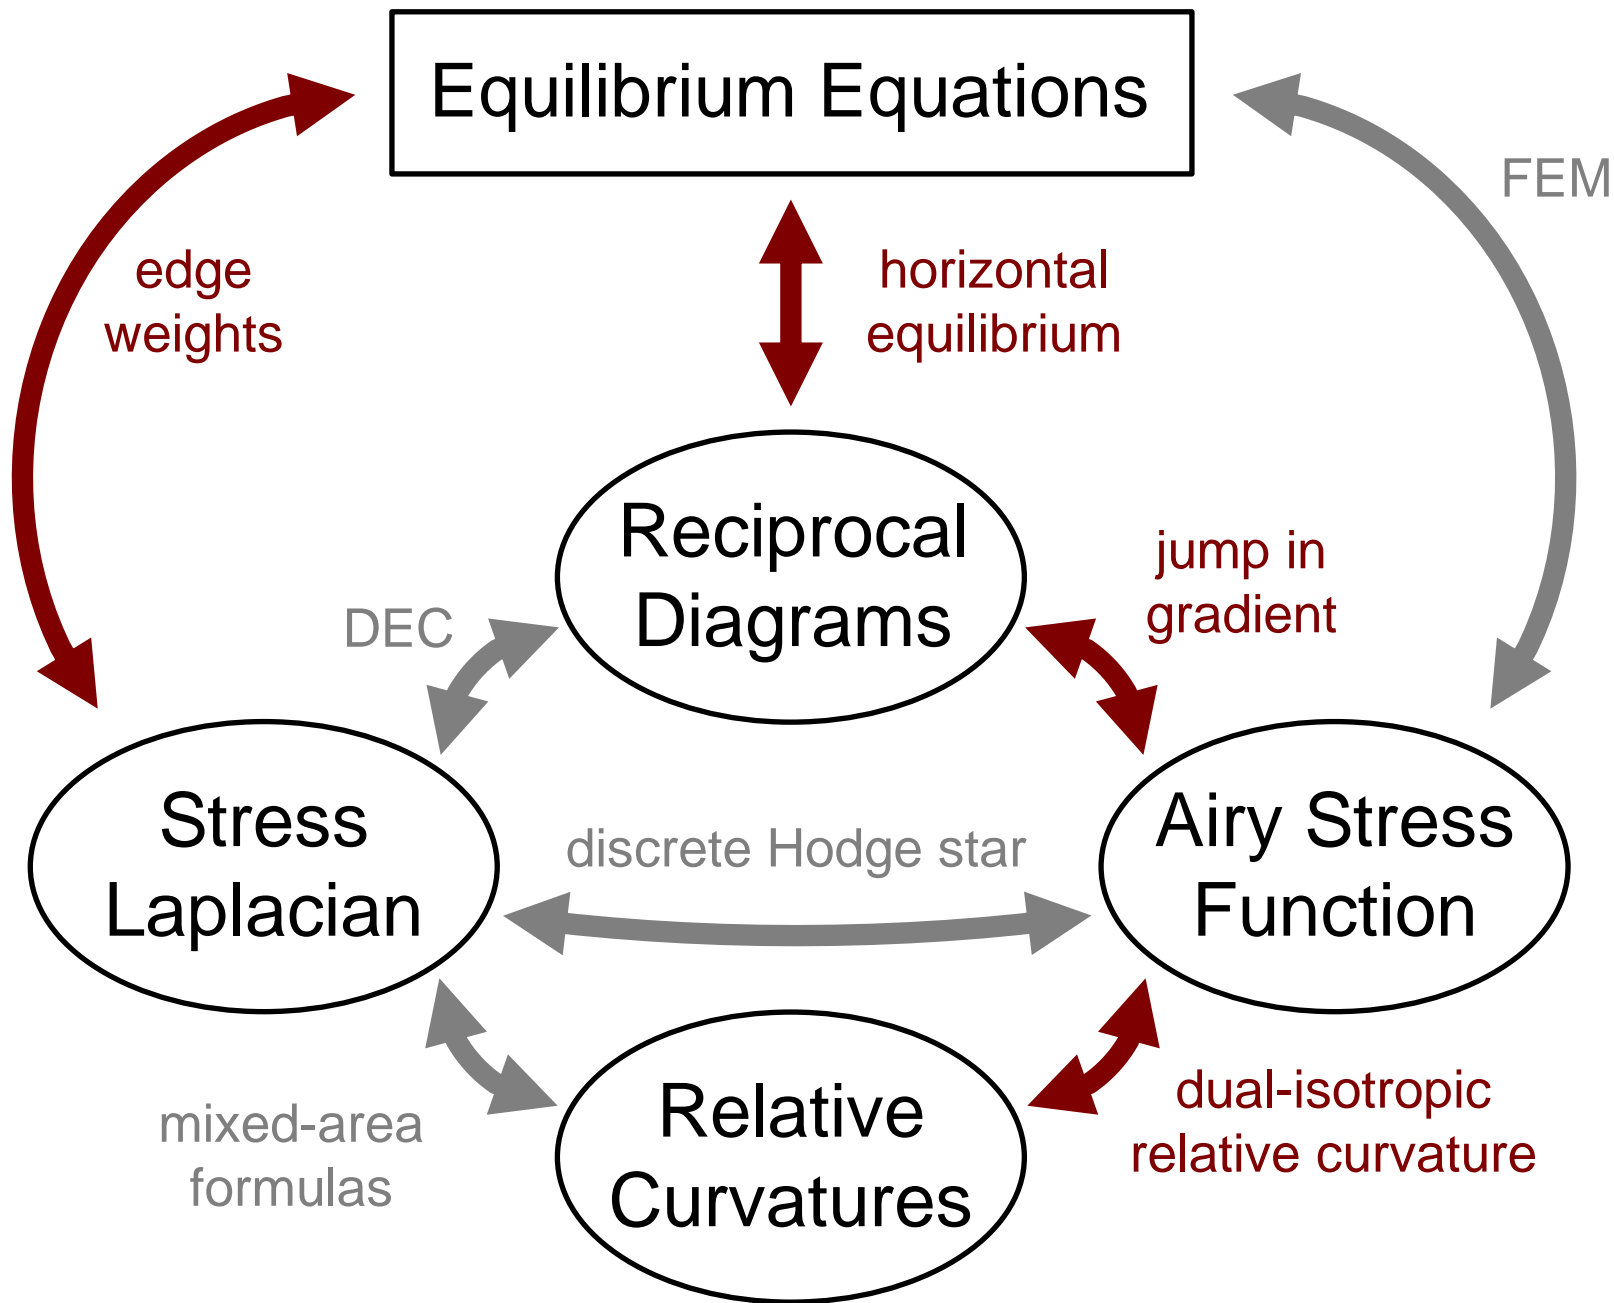 Equilibrium Equations
FEM
edge
weights
horizontal
equilibrium
Reciprocal
Diagrams
jump in
gradient
DEC
Stress
Laplacian
discrete Hodge star
Airy Stress
Function
mixed-area
formulas
Relative
Curvatures
dual-isotropic
relative curvature